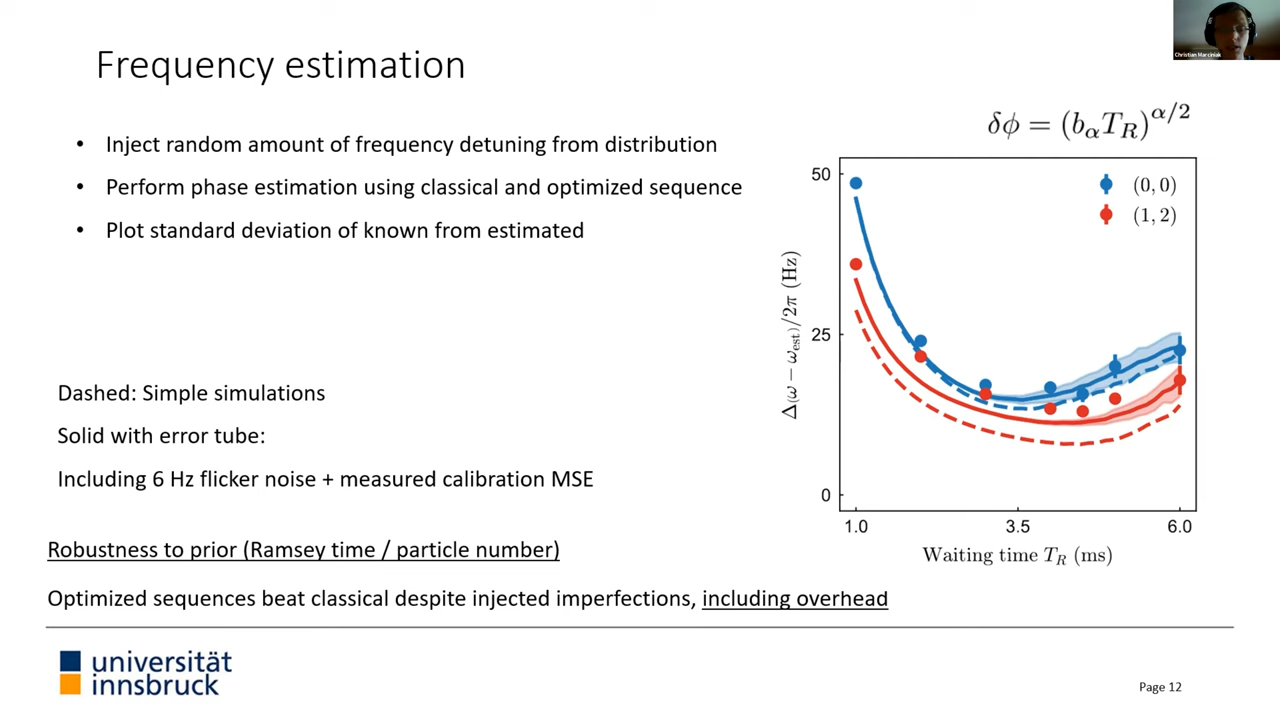 Frequency estimation
Christian Marciniak
• Inject random amount of frequency detuning from distribution
• Perform phase estimation using classical and optimized sequence
• Plot standard deviation of known from estimated
δϕ = (b_α T_R)^{α/2}
50
25
0
(0, 0)
(1, 2)
Δ(ω − ω_est)/2π (Hz)
1.0 3.5 6.0
Waiting time T_R (ms)
Dashed: Simple simulations
Solid with error tube:
Including 6 Hz flicker noise + measured calibration MSE
Robustness to prior (Ramsey time / particle number)
Optimized sequences beat classical despite injected imperfections, including overhead
universität
innsbruck
Page 12